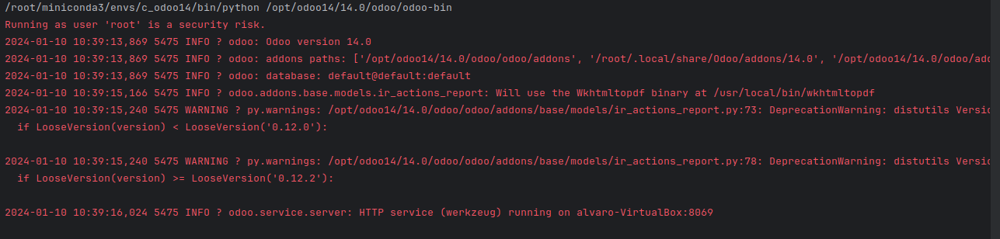 /root/miniconda3/envs/c_odoo14/bin/python /opt/odoo14/14.0/odoo/odoo-bin
Running as user 'root' is a security risk.
2024-01-10 10:39:13,869 5475 INFO ? odoo: Odoo version 14.0
2024-01-10 10:39:13,869 5475 INFO ? odoo: addons paths: ['/opt/odoo14/14.0/odoo/odoo/addons', '/root/.local/share/Odoo/addons/14.0', '/opt/odoo14/14.0/odoo/add
2024-01-10 10:39:13,869 5475 INFO ? odoo: database: default@default:default
2024-01-10 10:39:15,166 5475 INFO ? odoo.addons.base.models.ir_actions_report: Will use the Wkhtmltopdf binary at /usr/local/bin/wkhtmltopdf
2024-01-10 10:39:15,240 5475 WARNING ? py.warnings: /opt/odoo14/14.0/odoo/odoo/addons/base/models/ir_actions_report.py:73: DeprecationWarning: distutils Versio
if LooseVersion(version) < LooseVersion('0.12.0'):
2024-01-10 10:39:15,240 5475 WARNING ? py.warnings: /opt/odoo14/14.0/odoo/odoo/addons/base/models/ir_actions_report.py:78: DeprecationWarning: distutils Versio
if LooseVersion(version) >= LooseVersion('0.12.2'):
2024-01-10 10:39:16,024 5475 INFO ? odoo.service.server: HTTP service (werkzeug) running on alvaro-VirtualBox:8069